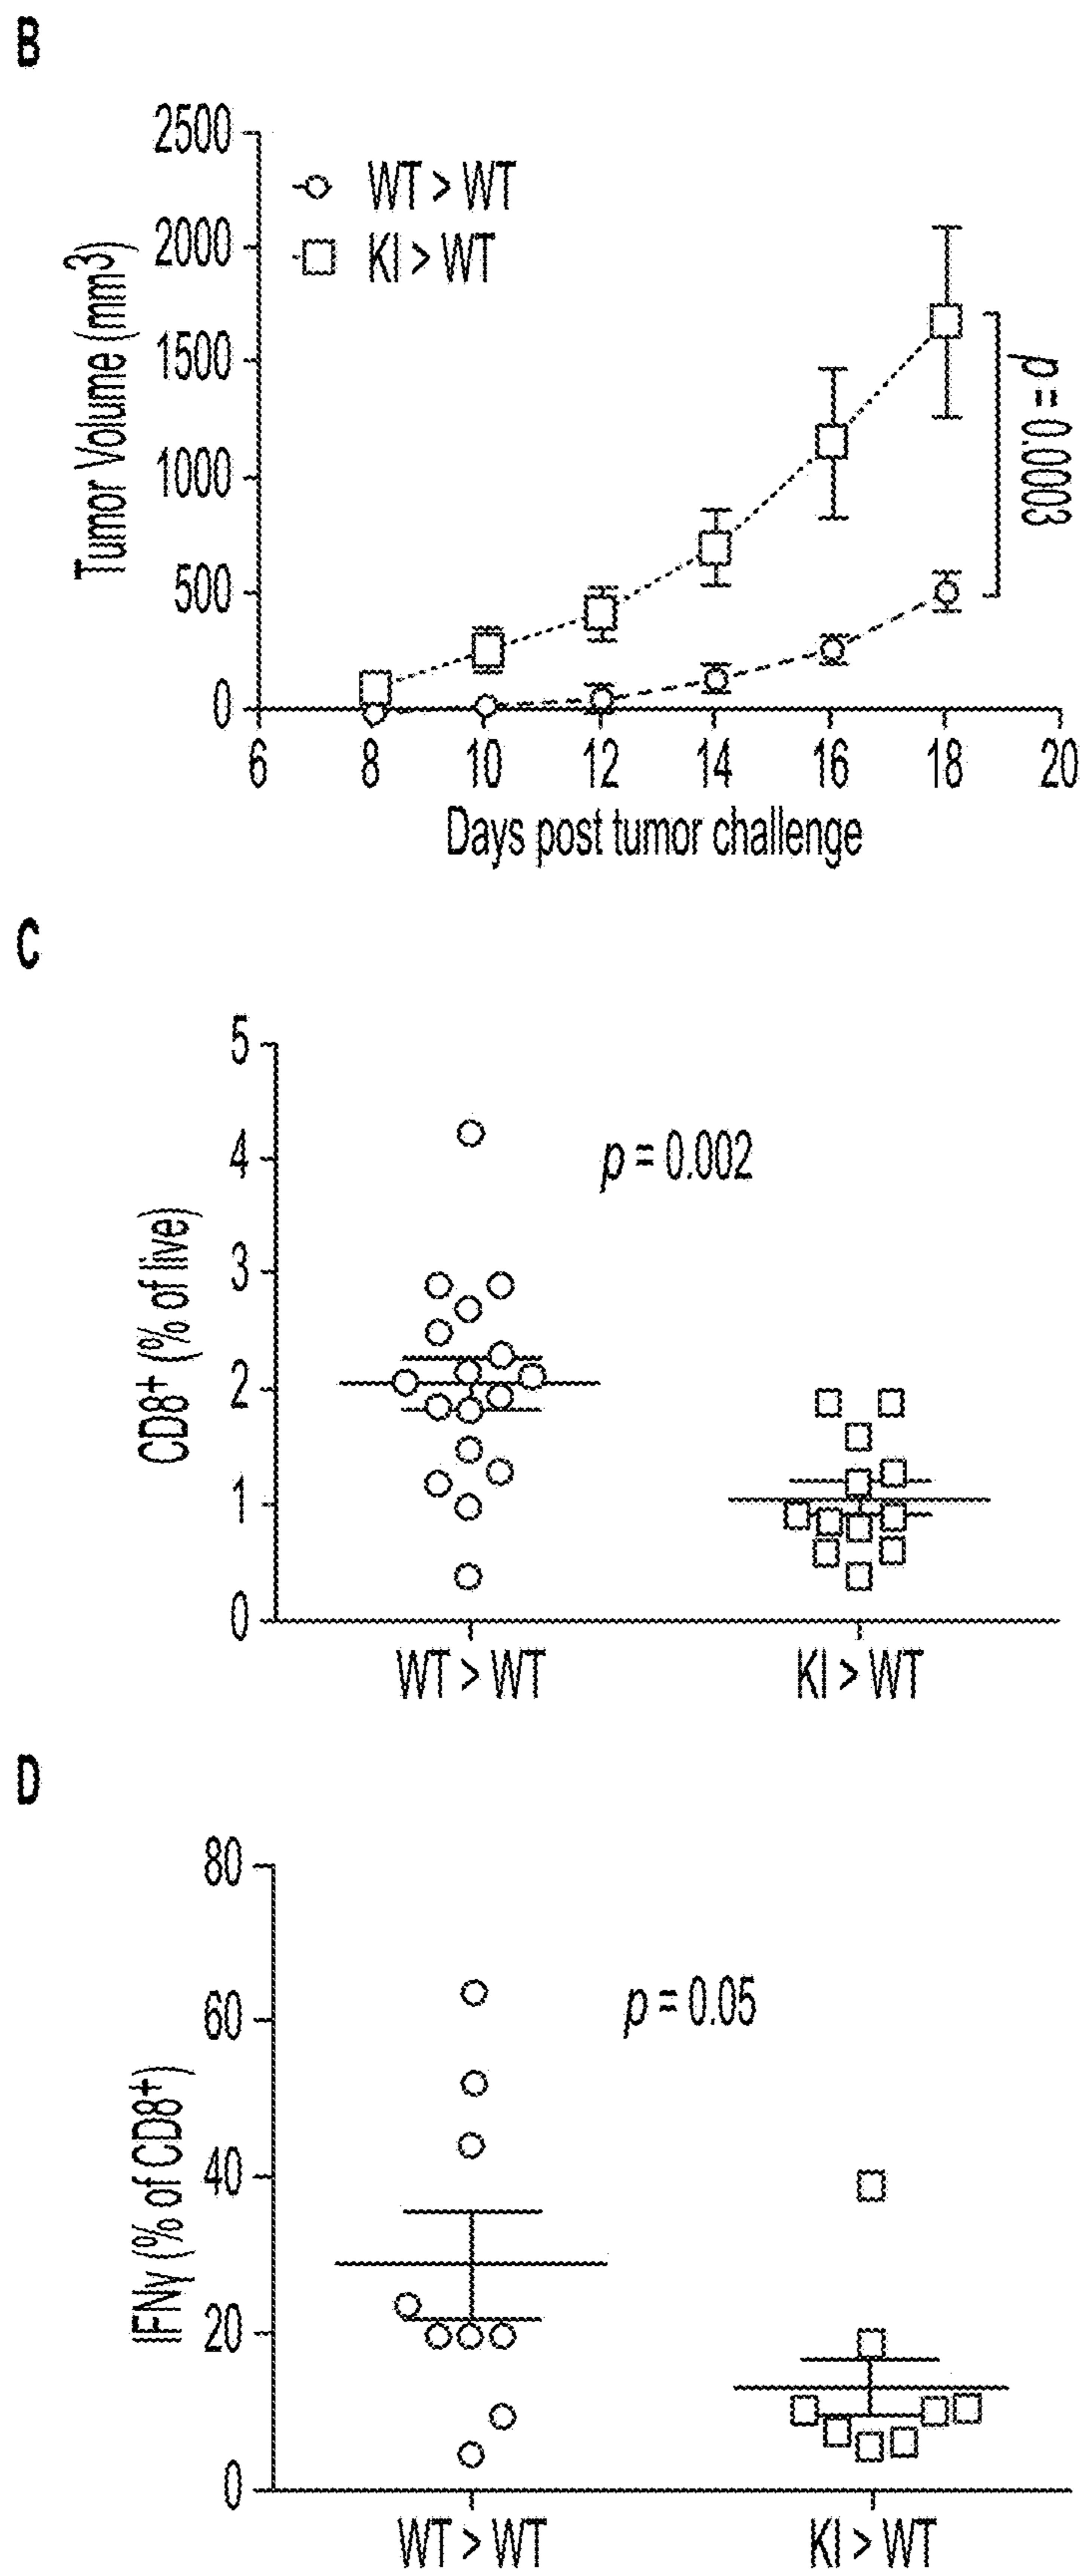 B
2500
2000
1500
1000
500
0
Tumor Volume (mm³)
WT > WT
KI > WT
p = 0.0003
6 8 10 12 14 16 18 20
Days post tumor challenge
C
5
4
3
2
1
0
CD8⁺ (% of live)
p = 0.002
WT > WT KI > WT
D
80
60
40
20
0
IFNγ (% of CD8⁺)
p = 0.05
WT > WT KI > WT